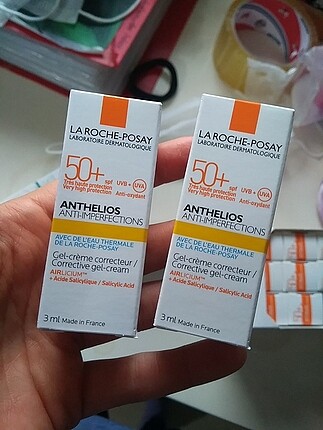 LA ROCHE-POSAY
LABORATOIRE DERMATOLOGIQUE
50+
spf
UVB + UVA
Très haute protection
Very high protection
Anti-oxydant
ANTHELIOS
ANTI-IMPERFECTIONS
AVEC DE L'EAU THERMALE
DE LA ROCHE-POSAY
Gel-crème correcteur /
Corrective gel-cream
AIRLICIUM™
+ Acide Salicylique / Salicylic Acid
3 ml Made in France
LA ROCHE-POSAY
LABORATOIRE DERMATOLOGIQUE
50+
spf
UVB + UVA
Très haute protection
Very high protection
Anti-oxydant
ANTHELIOS
ANTI-IMPERFECTIONS
AVEC DE L'EAU THERMALE
DE LA ROCHE-POSAY
Gel-crème correcteur /
Corrective gel-cream
AIRLICIUM™
+ Acide Salicylique / Salicylic Acid
3 ml Made in France